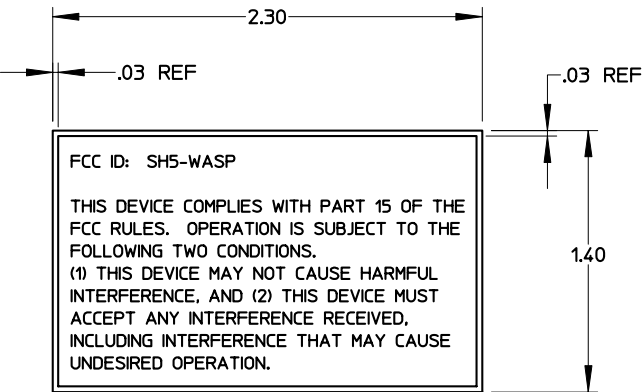 2.30
.03 REF
.03 REF
FCC ID: SH5-WASP
THIS DEVICE COMPLIES WITH PART 15 OF THE
FCC RULES. OPERATION IS SUBJECT TO THE
FOLLOWING TWO CONDITIONS.
(1) THIS DEVICE MAY NOT CAUSE HARMFUL
INTERFERENCE, AND (2) THIS DEVICE MUST
ACCEPT ANY INTERFERENCE RECEIVED,
INCLUDING INTERFERENCE THAT MAY CAUSE
UNDESIRED OPERATION.
1.40